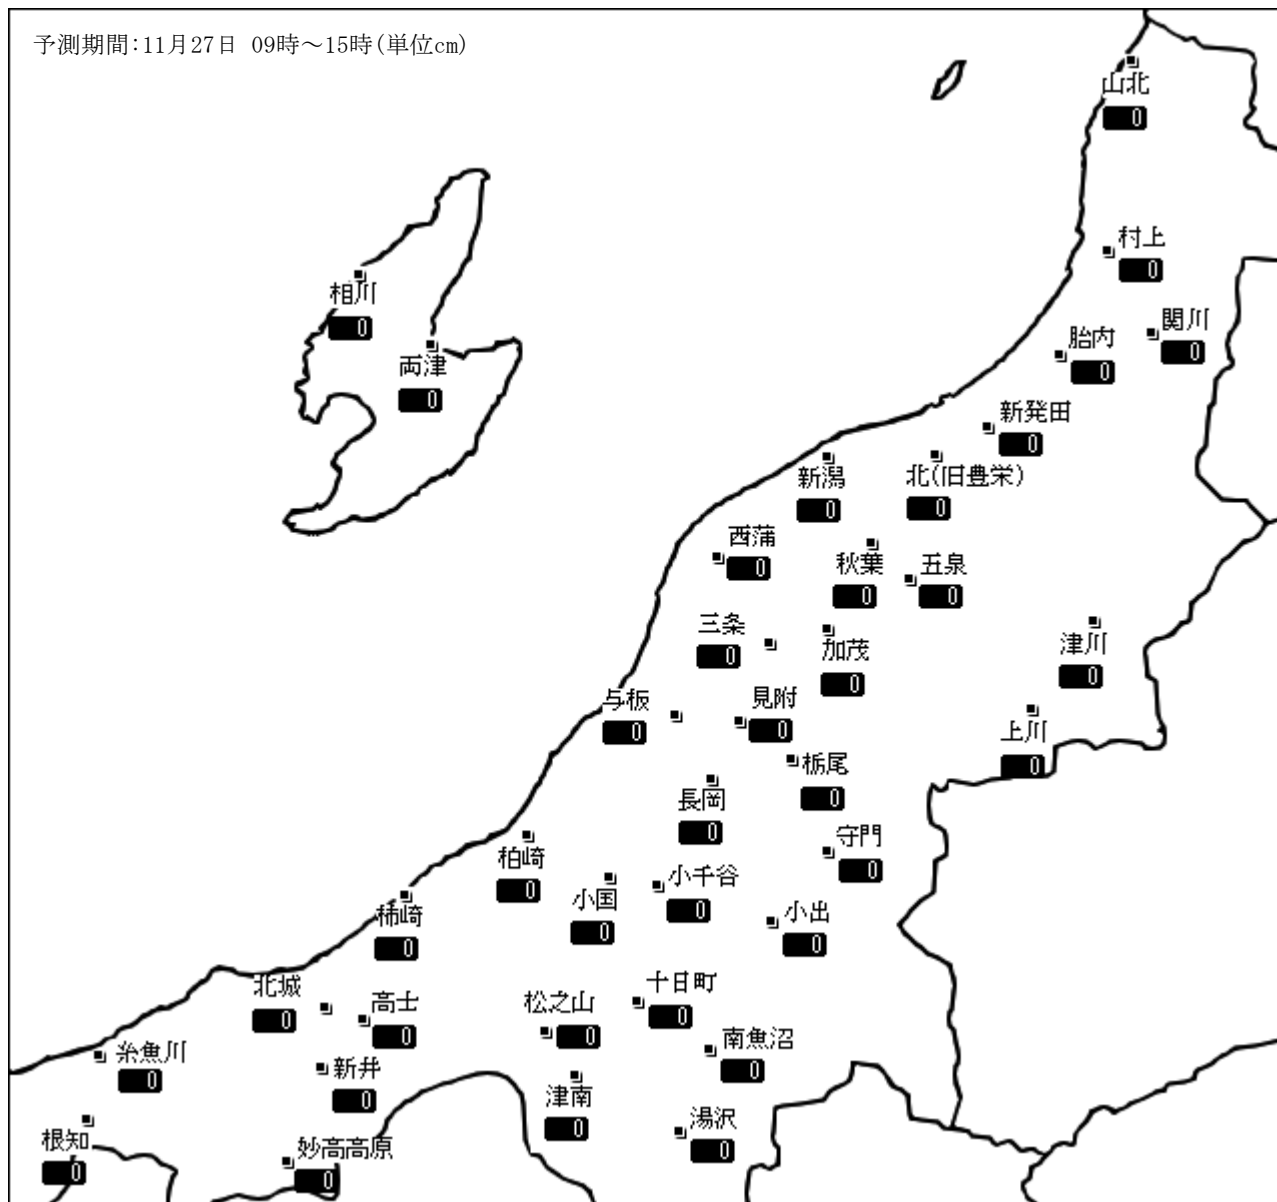 予測期間:11月27日 09時～15時(単位cm)
山北
0
村上
0
相川
0
関川
0
胎内
0
両津
0
新発田
0
新潟
0
北(旧豊栄)
0
西蒲
0
秋葉
0
五泉
0
三条
0
加茂
0
津川
0
与板
0
見附
0
上川
0
栃尾
0
長岡
0
守門
0
柏崎
0
小国
0
小千谷
0
小出
0
柿崎
0
北城
0
高士
0
松之山
0
十日町
0
南魚沼
0
糸魚川
0
新井
0
津南
0
湯沢
0
根知
0
妙高高原
0